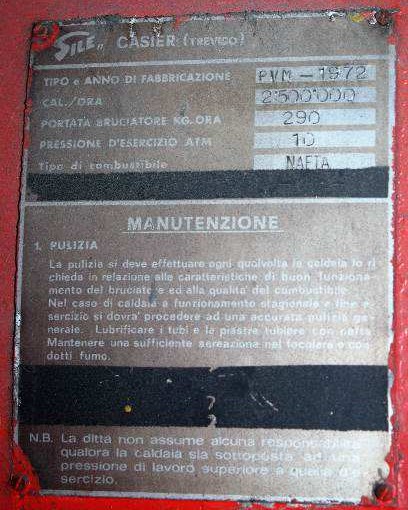 SILE CASIER (TREVISO)
TIPO e ANNO DI FABBRICAZIONE PVM-1972
CAL./ORA 2'500'000
PORTATA BRUCIATORE KG.ORA 290
PRESSIONE D'ESERCIZIO ATM 10
Tipo di combustibile NAFTA
MANUTENZIONE
1. PULIZIA
La pulizia si deve effettuare ogni qualvolta la caldaia lo ri
chieda in relazione alle caratteristiche di buon funziona
mento del bruciatore ed alla qualita' del combustibile.
Nel caso di caldaia a funzionamento stagionale a fine e
sercizio si dovra' procedere ad una accurata pulizia ge
nerale. Lubrificare i tubi e le piastre tubiere con nafta
Mantenere una sufficiente aereazione nel focolare e con
dotti fumo.
N.B. La ditta non assume alcuna responsabilità
qualora la caldaia sia sottoposta ad una
pressione di lavoro superiore a quella d'e
sercizio.